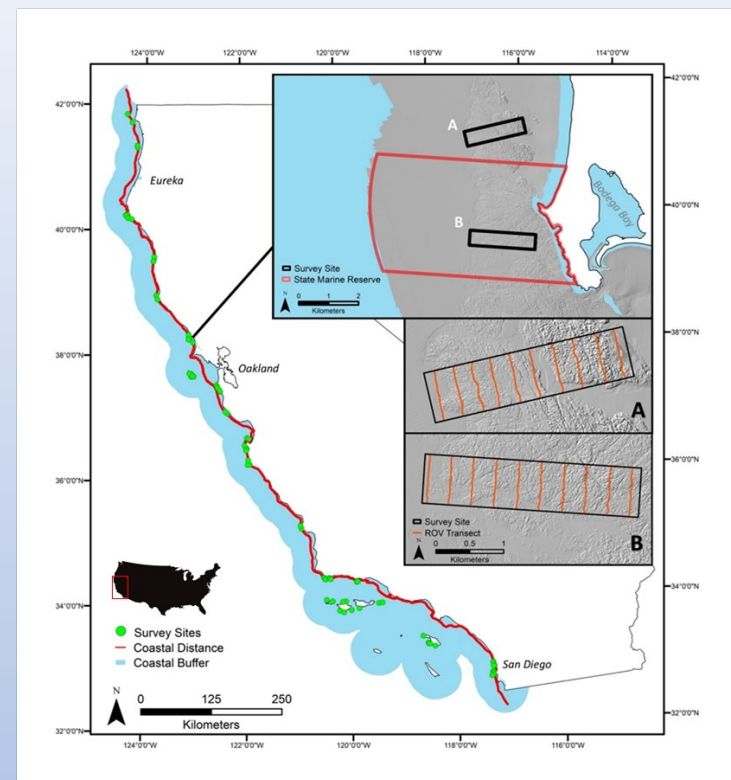 124°0'0"W 122°0'0"W 120°0'0"W 118°0'0"W 116°0'0"W
42°0'0"N
42°0'0"N
A
Eureka
Bodega Bay
40°0'0"N
40°0'0"N
B
Survey Site
State Marine Reserve
N
0 1 2
Kilometers
38°0'0"N
38°0'0"N
Oakland
A
36°0'0"N
36°0'0"N
Survey Site
ROV Transect
N
0 0.5 1
Kilometers
B
34°0'0"N
34°0'0"N
Survey Sites
Coastal Distance
Coastal Buffer
San Diego
N
0 125 250
Kilometers
32°0'0"N
32°0'0"N
124°0'0"W 122°0'0"W 120°0'0"W 118°0'0"W 116°0'0"W